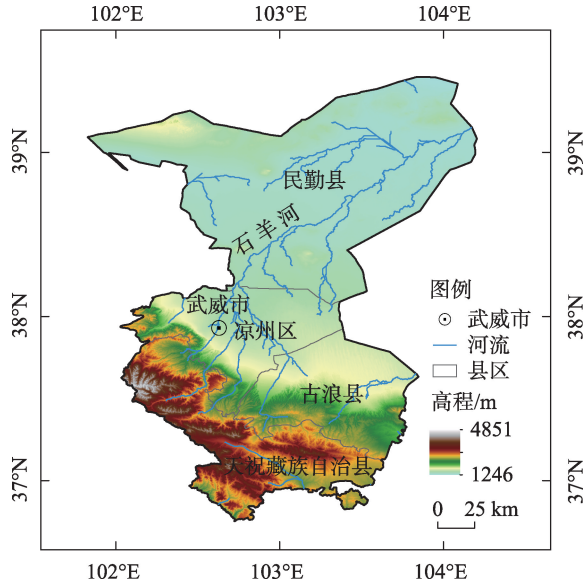 102°E 103°E 104°E
39°N 39°N
民勤县
石羊河
图例
武威市
武威市
38°N 38°N
凉州区
河流
县区
古浪县
高程/m
4851
天祝藏族自治县
1246
37°N 37°N
0 25 km
102°E 103°E 104°E